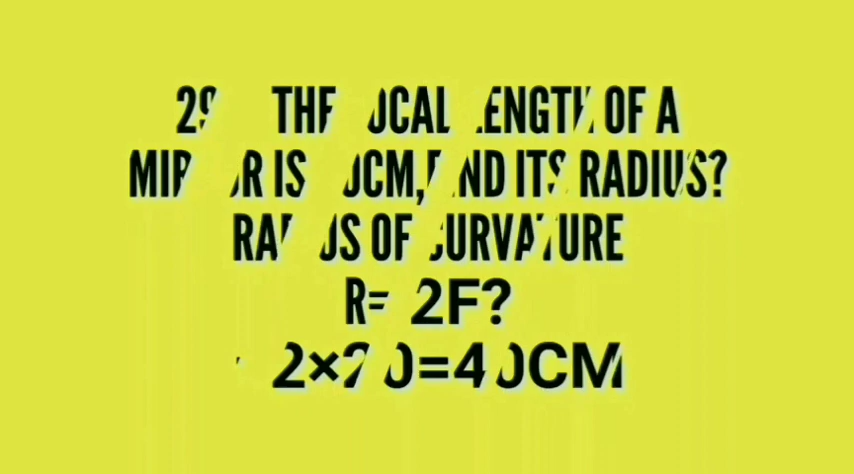 29 THE FOCAL LENGTH OF A
MIRROR IS 20CM,FIND ITS RADIUS?
RADIUS OF CURVATURE
R= 2F?
2×20=40CM